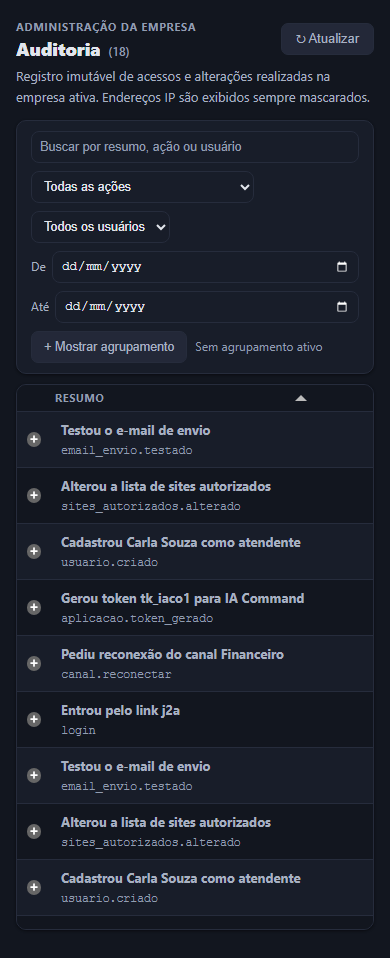 ADMINISTRAÇÃO DA EMPRESA
Auditoria (18)
↻ Atualizar
Registro imutável de acessos e alterações realizadas na
empresa ativa. Endereços IP são exibidos sempre mascarados.
Buscar por resumo, ação ou usuário
Todas as ações
Todos os usuários
De dd/mm/yyyy
Até dd/mm/yyyy
+ Mostrar agrupamento Sem agrupamento ativo
RESUMO
Testou o e-mail de envio
email_envio.testado
Alterou a lista de sites autorizados
sites_autorizados.alterado
Cadastrou Carla Souza como atendente
usuario.criado
Gerou token tk_iaco1 para IA Command
aplicacao.token_gerado
Pediu reconexão do canal Financeiro
canal.reconectar
Entrou pelo link j2a
login
Testou o e-mail de envio
email_envio.testado
Alterou a lista de sites autorizados
sites_autorizados.alterado
Cadastrou Carla Souza como atendente
usuario.criado